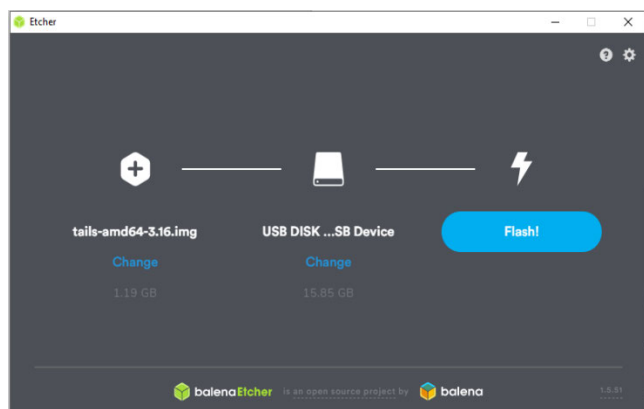 Etcher
tails-amd64-3.16.img
USB DISK ...SB Device
Flash!
Change
Change
1.19 GB
15.85 GB
balenaEtcher is an open source project by balena
1.5.51